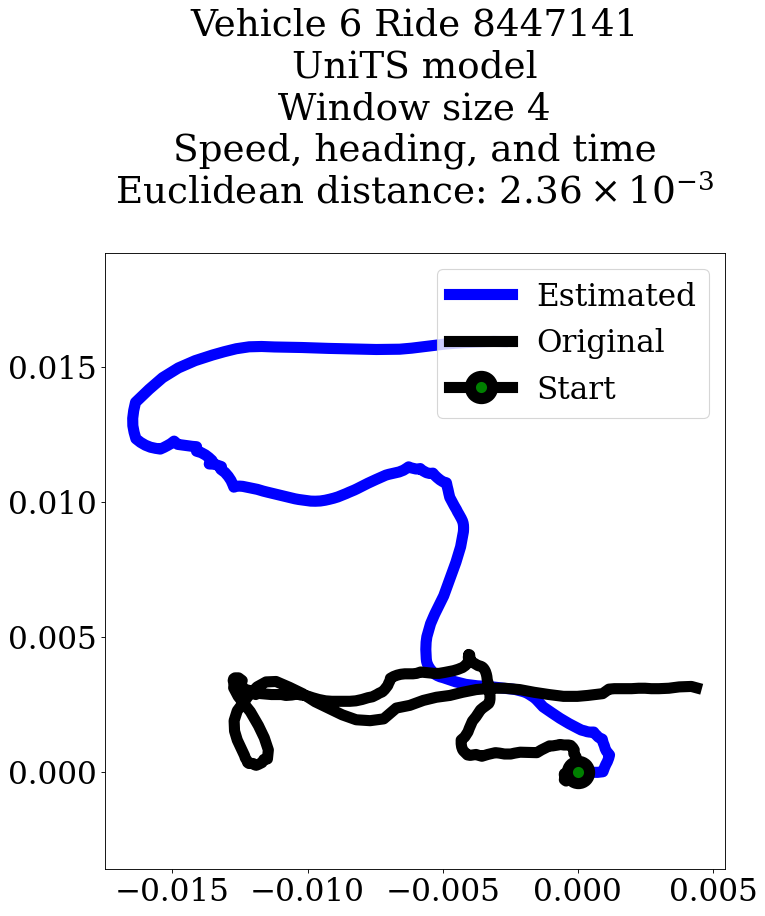 Vehicle 6 Ride 8447141
UniTS model
Window size 4
Speed, heading, and time
Euclidean distance: 2.36 × 10⁻³
Estimated
Original
Start
0.015
0.010
0.005
0.000
−0.015 −0.010 −0.005 0.000 0.005